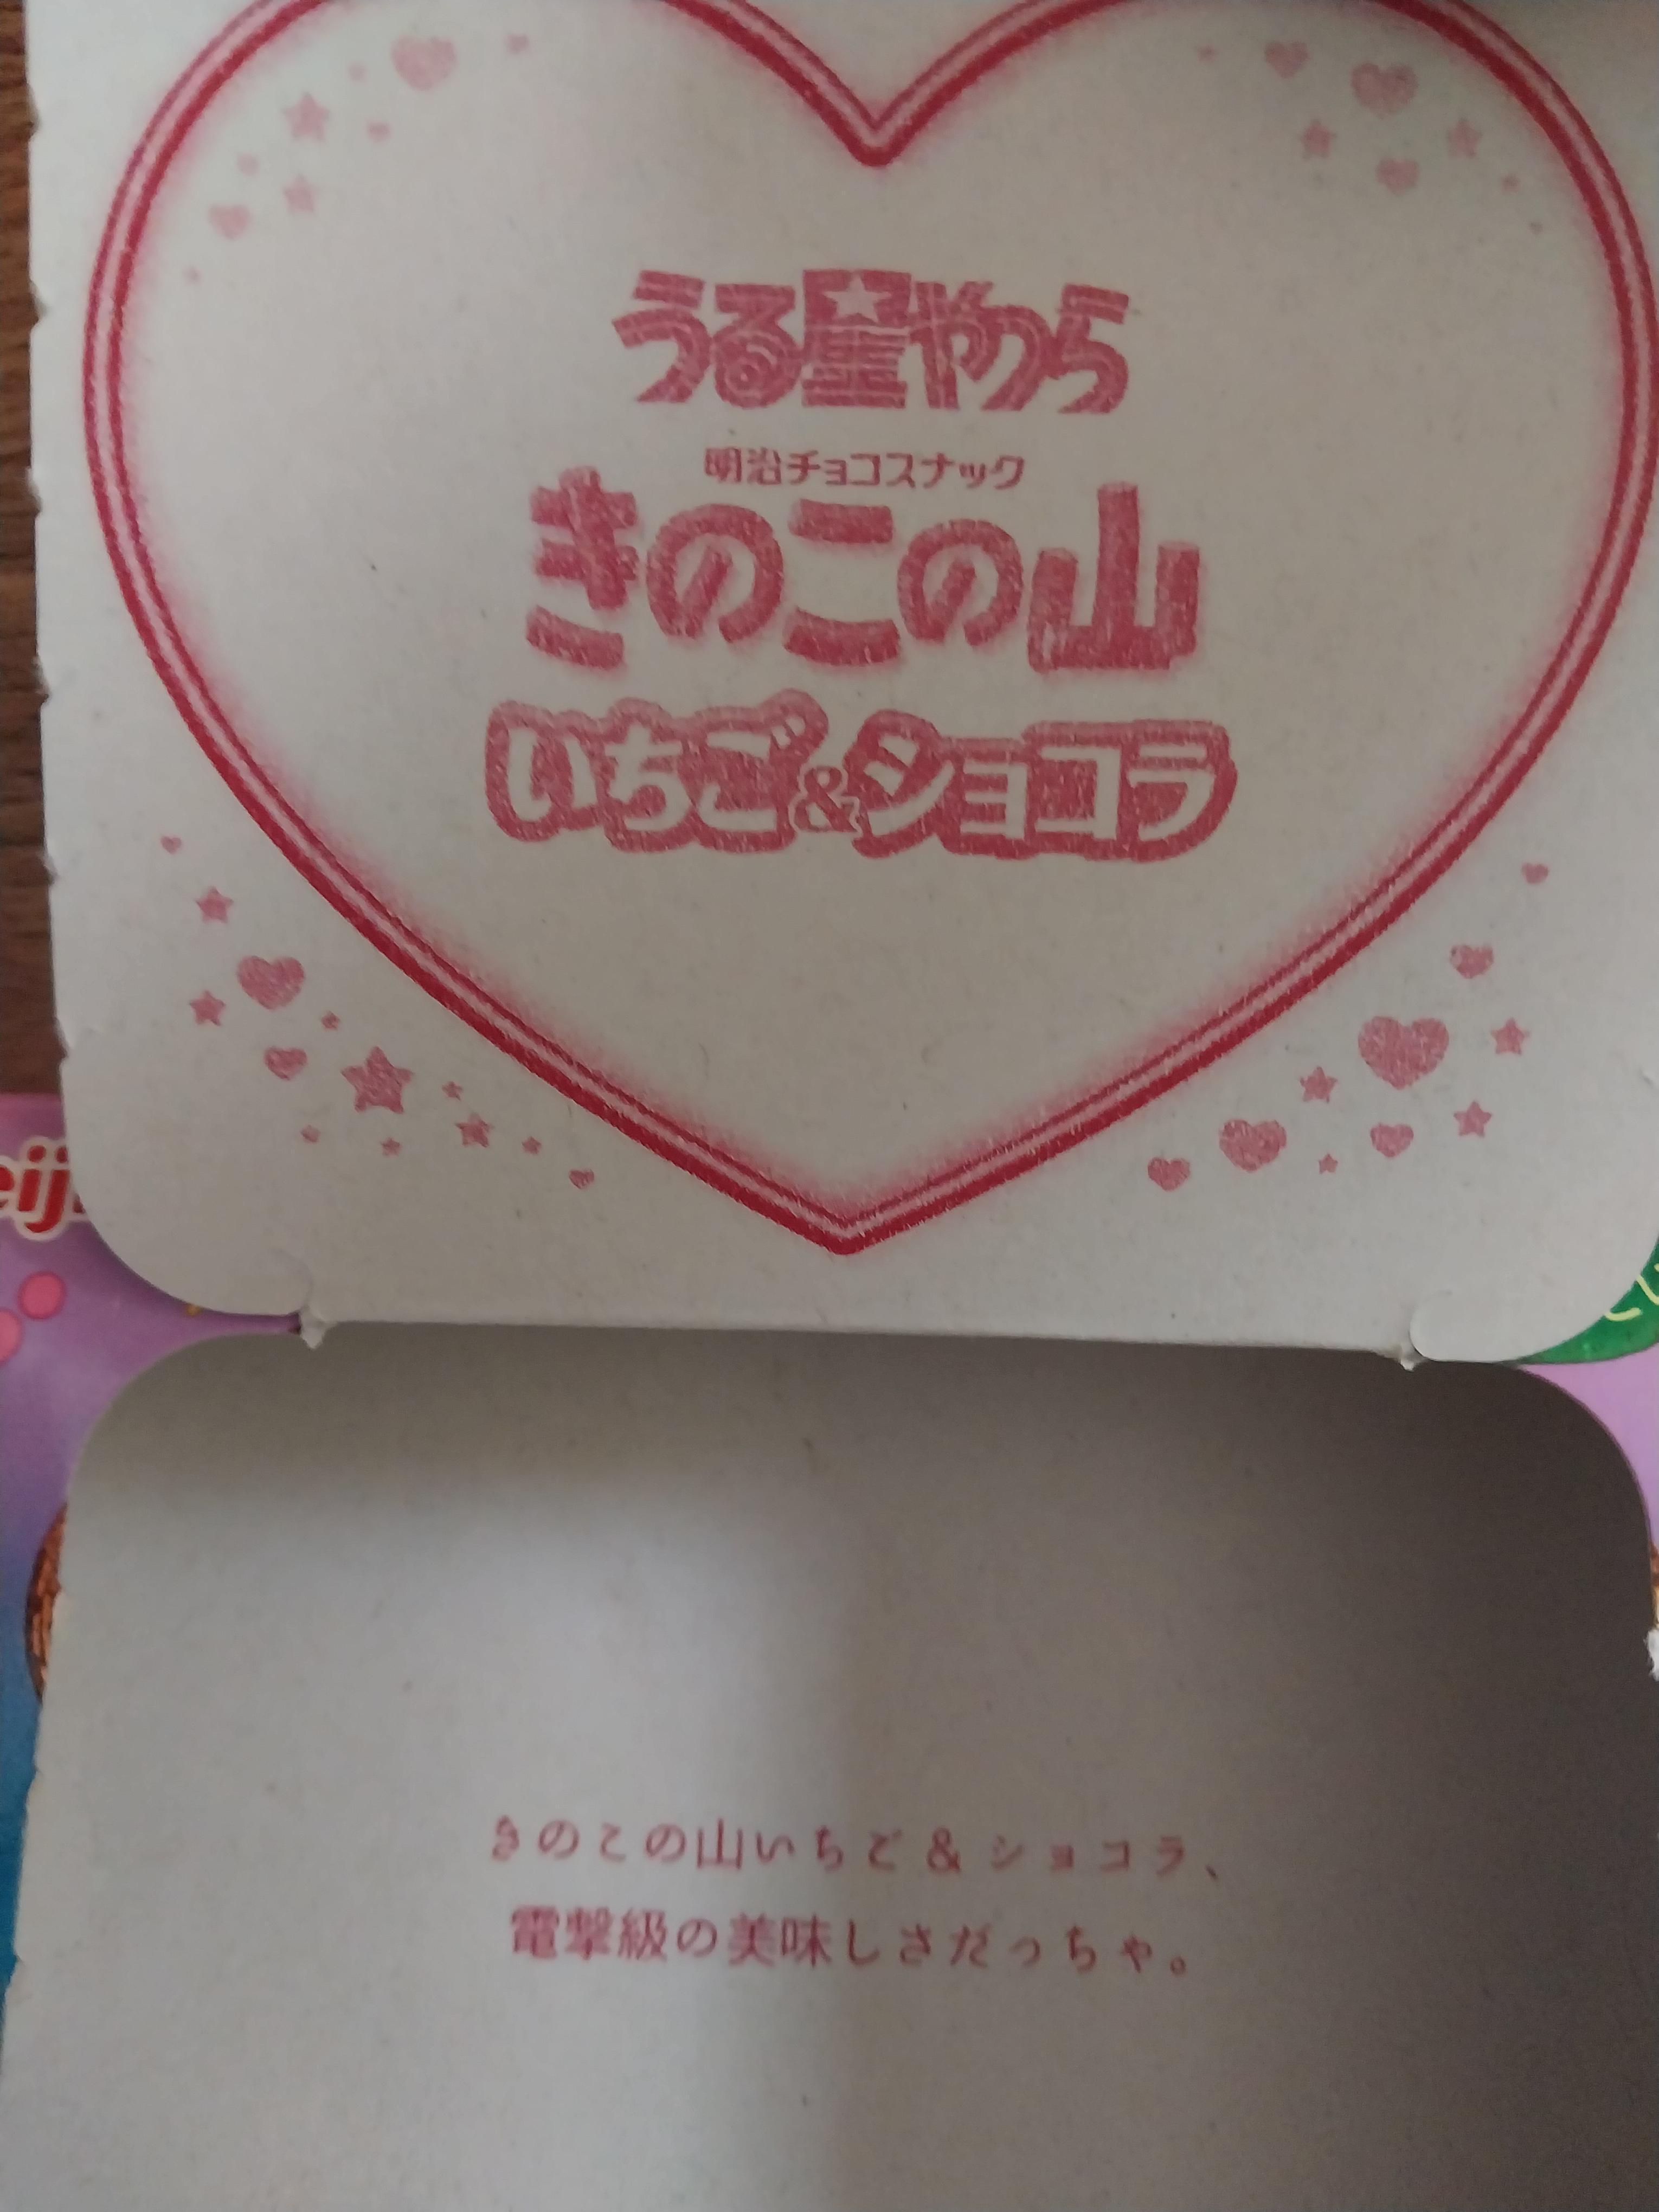 うる星やつら
明治チョコスナック
きのこの山
いちご&ショコラ
きのこの山いちご&ショコラ、
電撃級の美味しさだっちゃ。